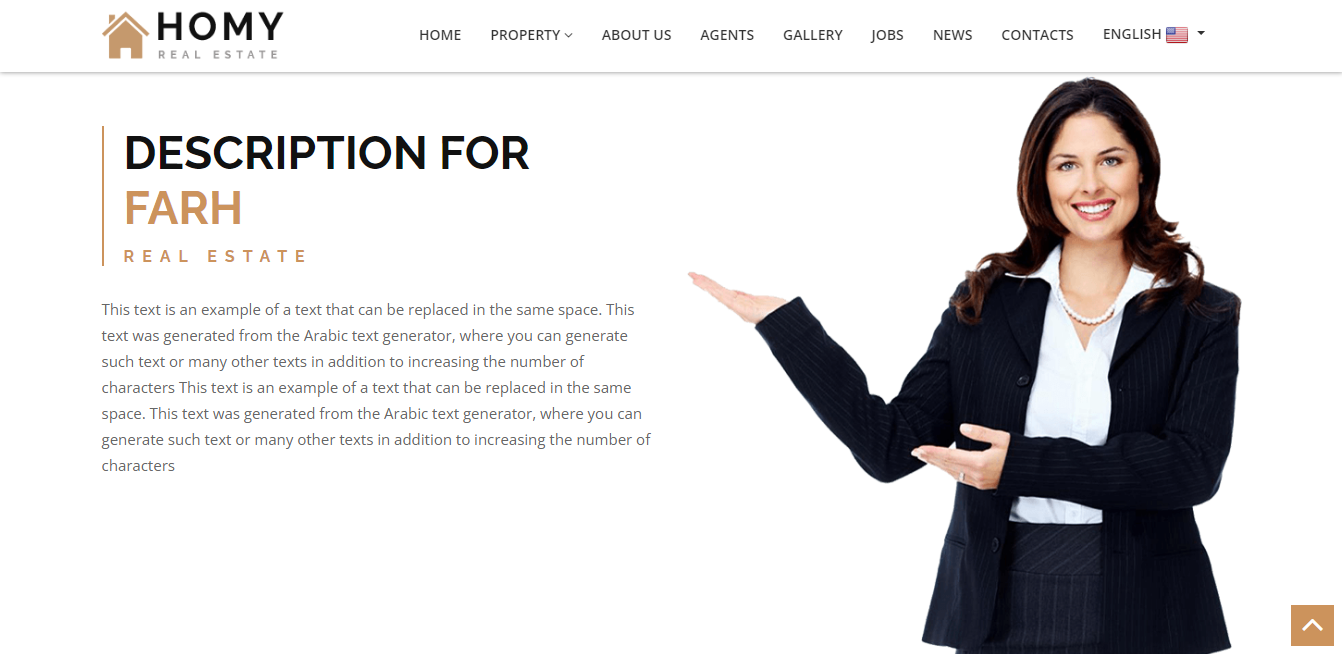 HOMY
REAL ESTATE
HOME PROPERTY ABOUT US AGENTS GALLERY JOBS NEWS CONTACTS ENGLISH
DESCRIPTION FOR
FARH
REAL ESTATE
This text is an example of a text that can be replaced in the same space. This
text was generated from the Arabic text generator, where you can generate
such text or many other texts in addition to increasing the number of
characters This text is an example of a text that can be replaced in the same
space. This text was generated from the Arabic text generator, where you can
generate such text or many other texts in addition to increasing the number of
characters